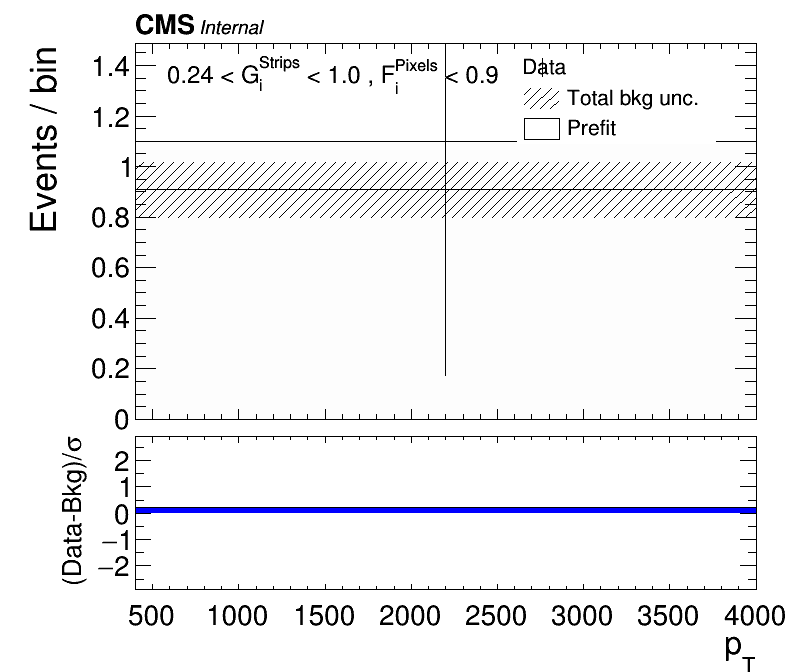 CMS Internal
0.24 < G_i^Strips < 1.0 , F_i^Pixels < 0.9
Data
Total bkg unc.
Prefit
Events / bin
1.4
1.2
1
0.8
0.6
0.4
0.2
0
(Data-Bkg)/σ
2
1
0
−1
−2
500 1000 1500 2000 2500 3000 3500 4000
p_T